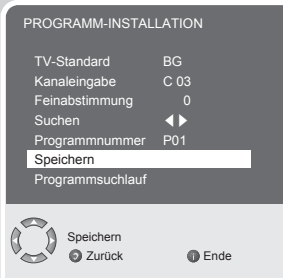 PROGRAMM-INSTALLATION
TV-Standard BG
Kanaleingabe C 03
Feinabstimmung 0
Suchen
Programmnummer P01
Speichern
Programmsuchlauf
Speichern
Zurück
i Ende